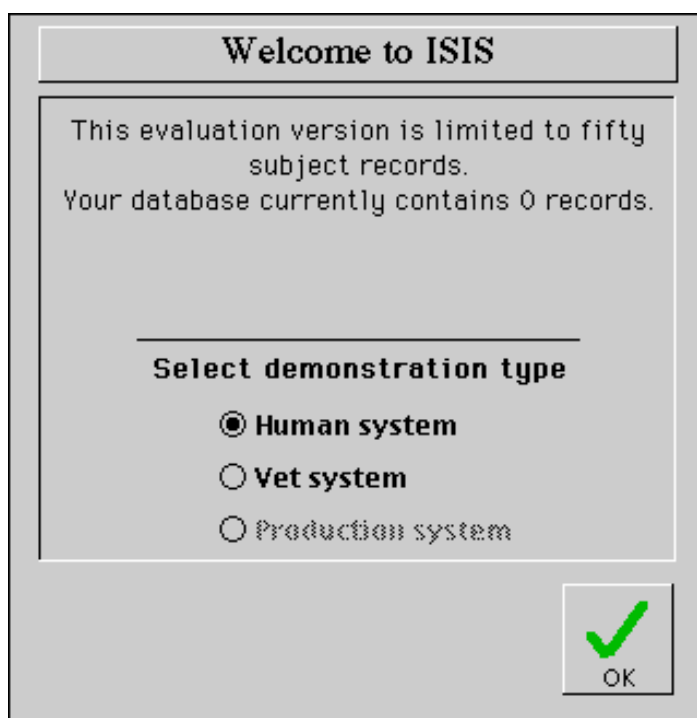 Welcome to ISIS
This evaluation version is limited to fifty
subject records.
Your database currently contains 0 records.
Select demonstration type
Human system
Vet system
Production system
OK